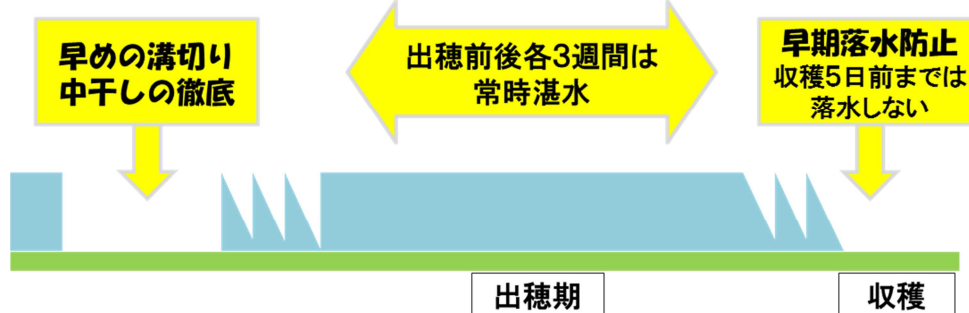 早めの溝切り
中干しの徹底
出穂前後各3週間は
常時湛水
早期落水防止
収穫5日前までは
落水しない
出穂期
収穫